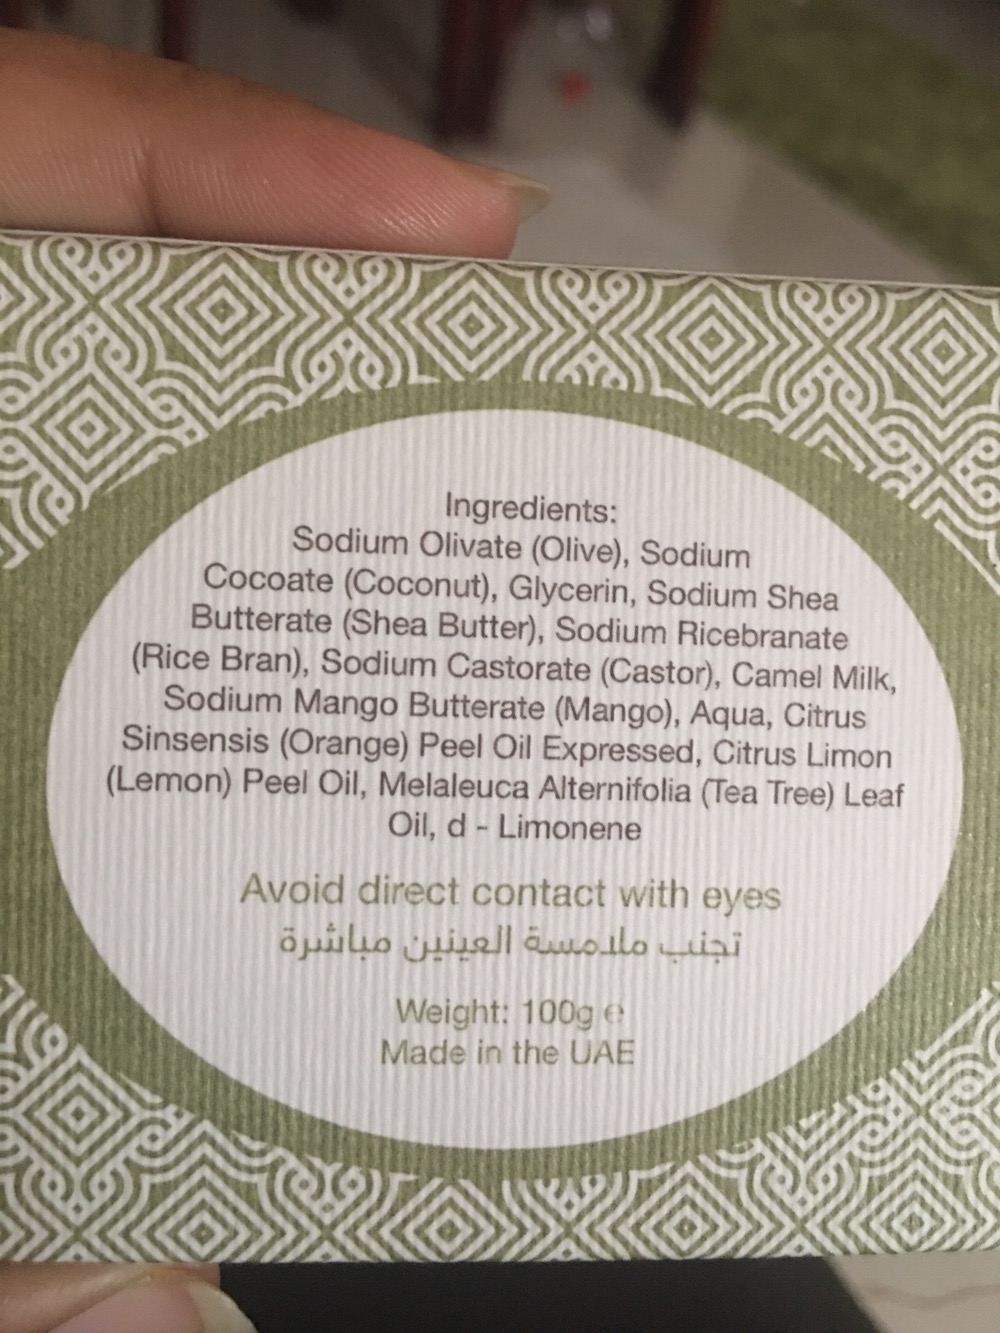 Ingredients:
Sodium Olivate (Olive), Sodium
Cocoate (Coconut), Glycerin, Sodium Shea
Butterate (Shea Butter), Sodium Ricebranate
(Rice Bran), Sodium Castorate (Castor), Camel Milk,
Sodium Mango Butterate (Mango), Aqua, Citrus
Sinsensis (Orange) Peel Oil Expressed, Citrus Limon
(Lemon) Peel Oil, Melaleuca Alternifolia (Tea Tree) Leaf
Oil, d - Limonene
Avoid direct contact with eyes
تجنب ملامسة العينين مباشرة
Weight: 100g ℮
Made in the UAE